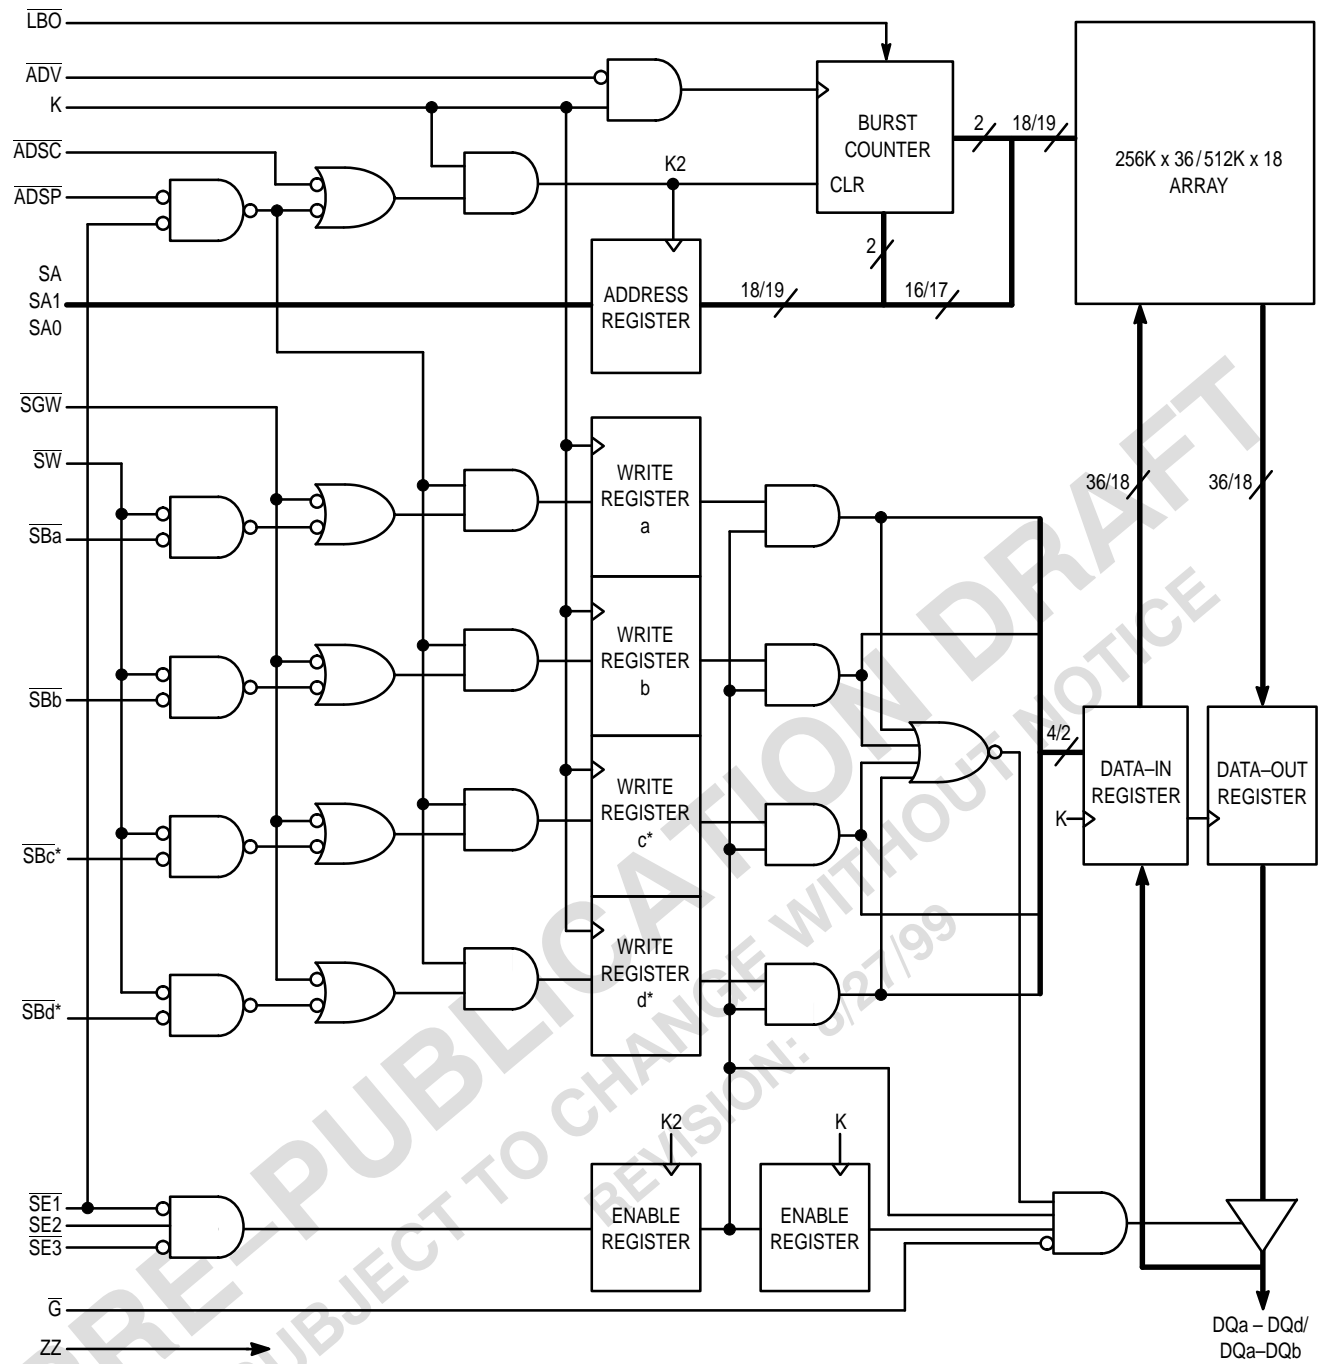 LBO
ADV
K
ADSC
ADSP
SA
SA1
SA0
K2
BURST
COUNTER
CLR
2
18/19
256K x 36/512K x 18
ARRAY
2
ADDRESS
REGISTER
18/19
16/17
SGW
SW
SBa
SBb
SBc*
SBd*
WRITE
REGISTER
a
WRITE
REGISTER
b
WRITE
REGISTER
c*
WRITE
REGISTER
d*
36/18
36/18
4/2
DATA–IN
REGISTER
K
DATA–OUT
REGISTER
K2
K
SE1
SE2
SE3
ENABLE
REGISTER
ENABLE
REGISTER
G
ZZ
DQa – DQd/
DQa–DQb
PRE–PUBLICATION DRAFT
SUBJECT TO CHANGE WITHOUT NOTICE
REVISION: /27/99